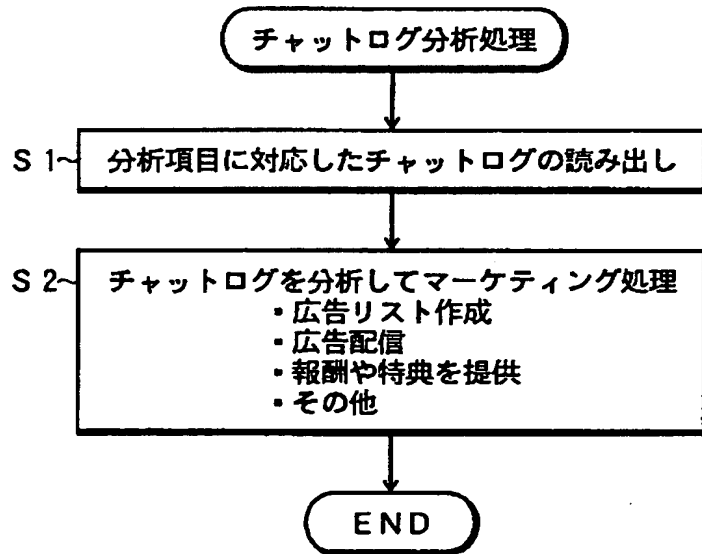 チャットログ分析処理
S1~ 分析項目に対応したチャットログの読み出し
S2~ チャットログを分析してマーケティング処理
・広告リスト作成
・広告配信
・報酬や特典を提供
・その他
END